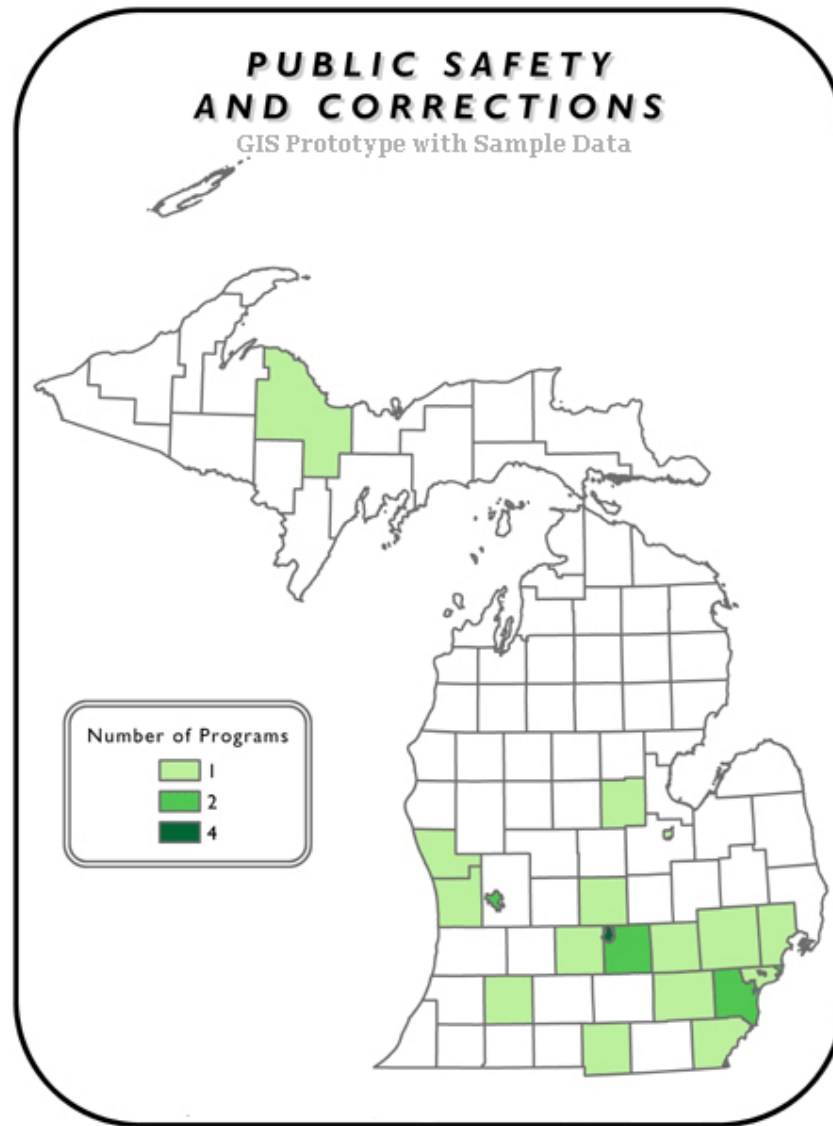 PUBLIC SAFETY
AND CORRECTIONS
GIS Prototype with Sample Data
Number of Programs
1
2
4